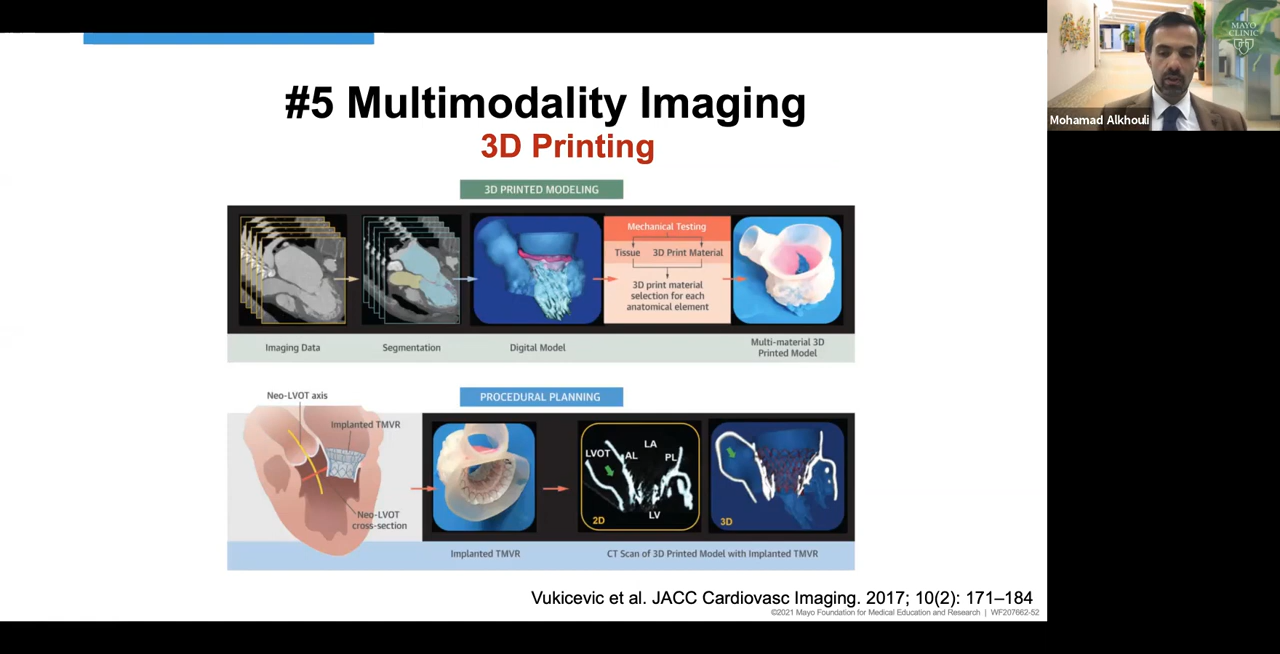 #5 Multimodality Imaging
3D Printing
3D PRINTED MODELING
Mechanical Testing
Tissue 3D Print Material
3D print material
selection for each
anatomical element
Imaging Data
Segmentation
Digital Model
Multi-material 3D
Printed Model
PROCEDURAL PLANNING
Neo-LVOT axis
Implanted TMVR
Neo-LVOT
cross-section
LVOT
AL
LA
PL
LV
2D
3D
Implanted TMVR
CT Scan of 3D Printed Model with Implanted TMVR
Vukicevic et al. JACC Cardiovasc Imaging. 2017; 10(2): 171–184
©2021 Mayo Foundation for Medical Education and Research | WF207662-52
MAYO
CLINIC
Mohamad Alkhouli